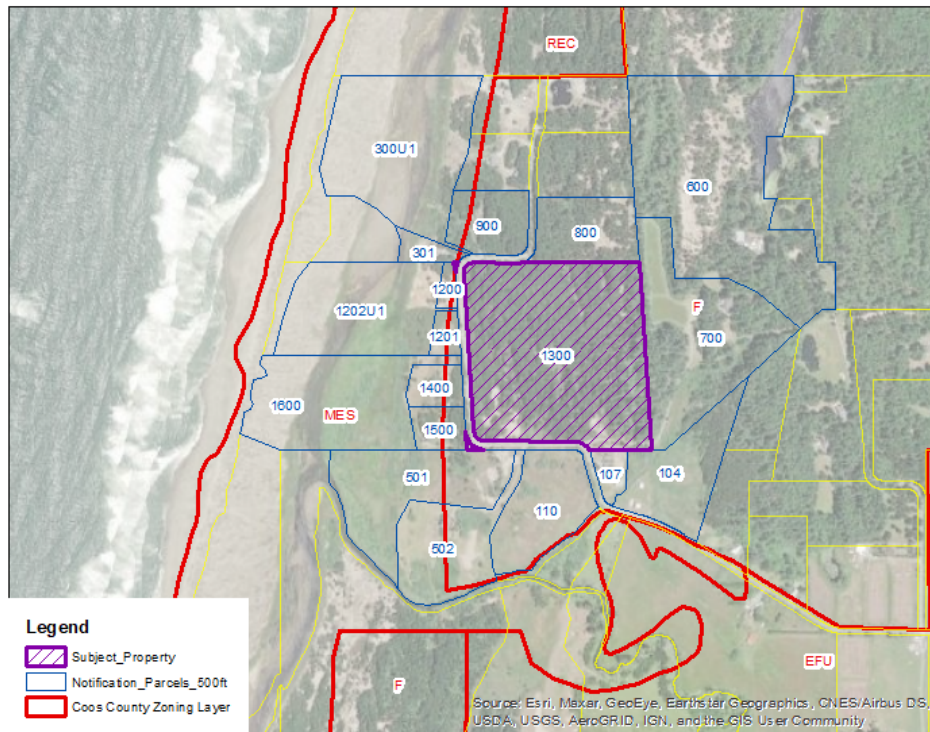 REC
300U1
600
900
800
301
1200
1202U1
F
1201
700
1300
1400
1600
MES
1500
501
107
104
110
502
EFU
F
Legend
Subject_Property
Notification_Parcels_500ft
Coos County Zoning Layer
Source: Esri, Maxar, GeoEye, Earthstar Geographics, CNES/Airbus DS,
USDA, USGS, AeroGRID, IGN, and the GIS User Community